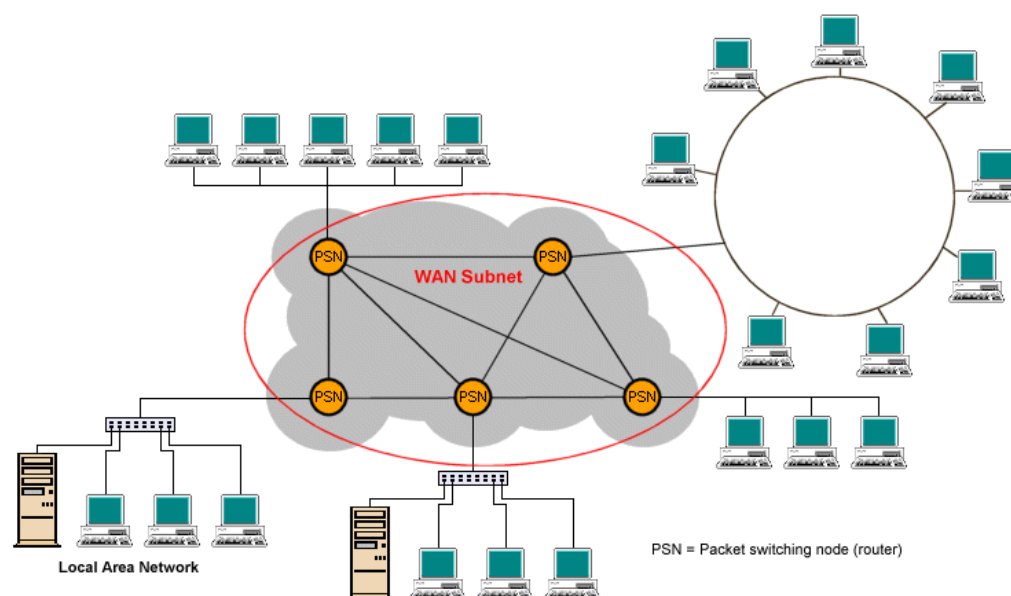 PSN
PSN
WAN Subnet
PSN
PSN
PSN
Local Area Network
PSN = Packet switching node (router)